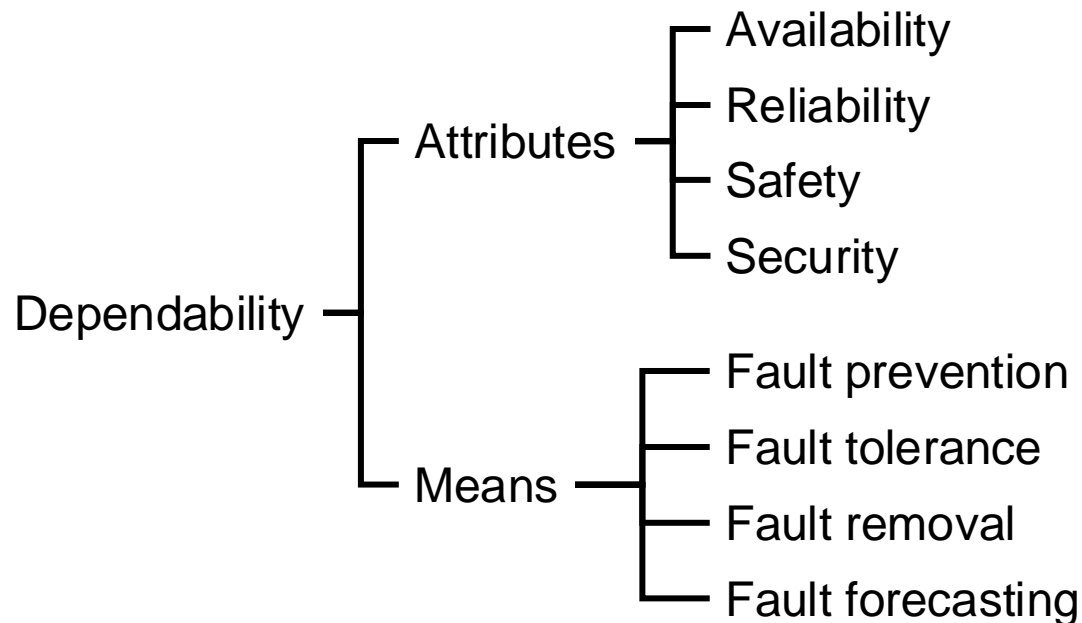 Availability
Reliability
Attributes
Safety
Security
Dependability
Fault prevention
Fault tolerance
Means
Fault removal
Fault forecasting